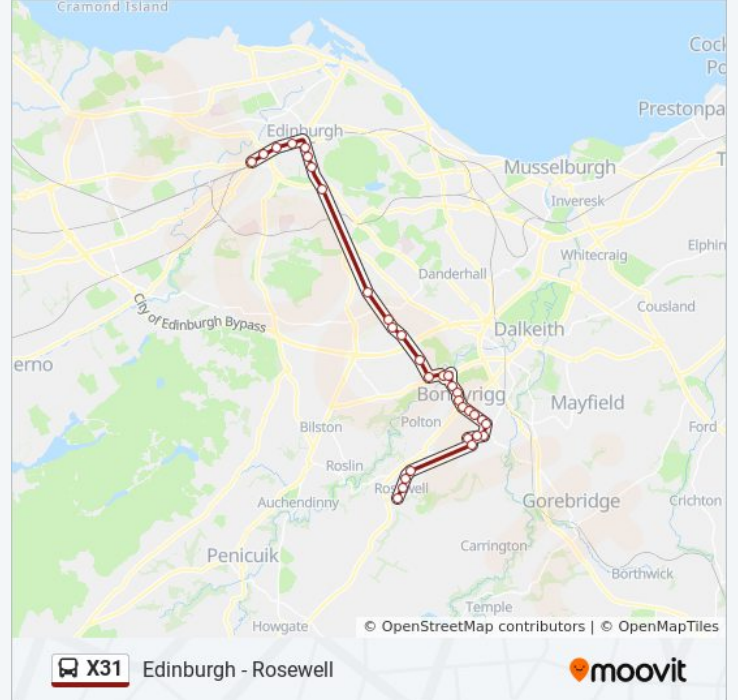 Cramond Island
Cock
Po
Prestonpa
Edinburgh
Musselburgh
T
Inveresk
Whitecraig
Elphin
Danderhall
Cousland
City of Edinburgh Bypass
Dalkeith
erno
Bonnyrigg
Mayfield
Polton
Bilston
Ford
Roslin
Rosewell
Auchendinny
Gorebridge
Crichton
Penicuik
Carrington
Borthwick
Temple
Howgate
© OpenStreetMap contributors | © OpenMapTiles
X31 Edinburgh - Rosewell
moovit